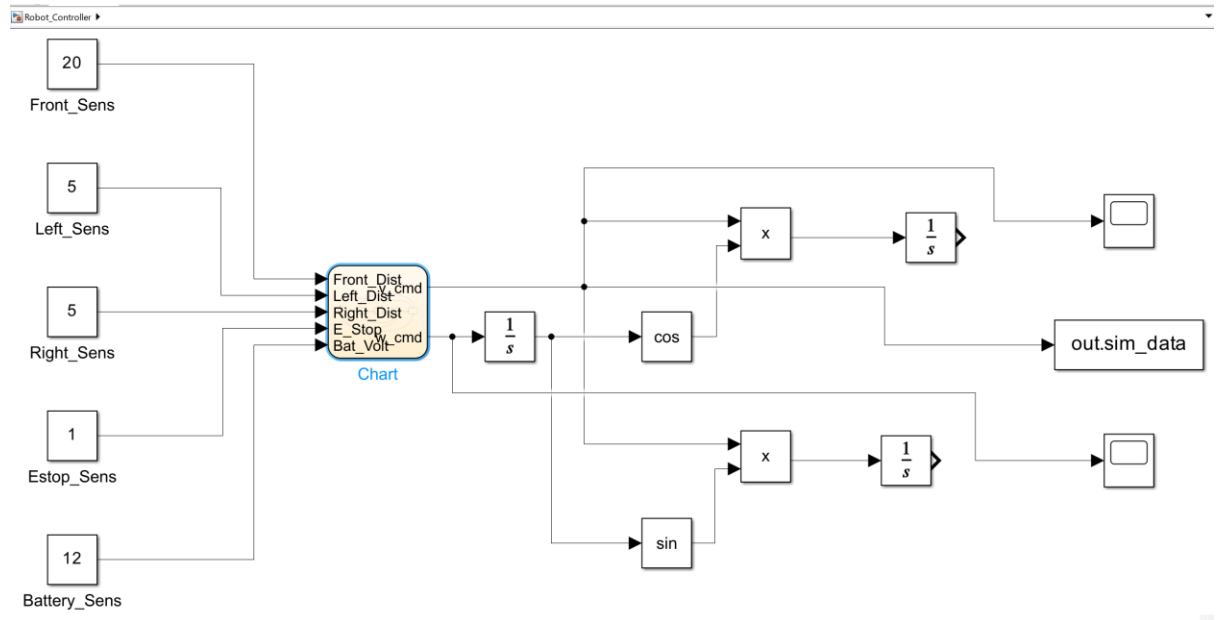 Robot_Controller
20
Front_Sens
5
Left_Sens
5
Right_Sens
1
Estop_Sens
12
Battery_Sens
Front_Dist
Left_Dist
Right_Dist
E_Stop
Bat_Volt
v_cmd
w_cmd
Chart
1
s
cos
sin
x
1
s
x
1
s
out.sim_data